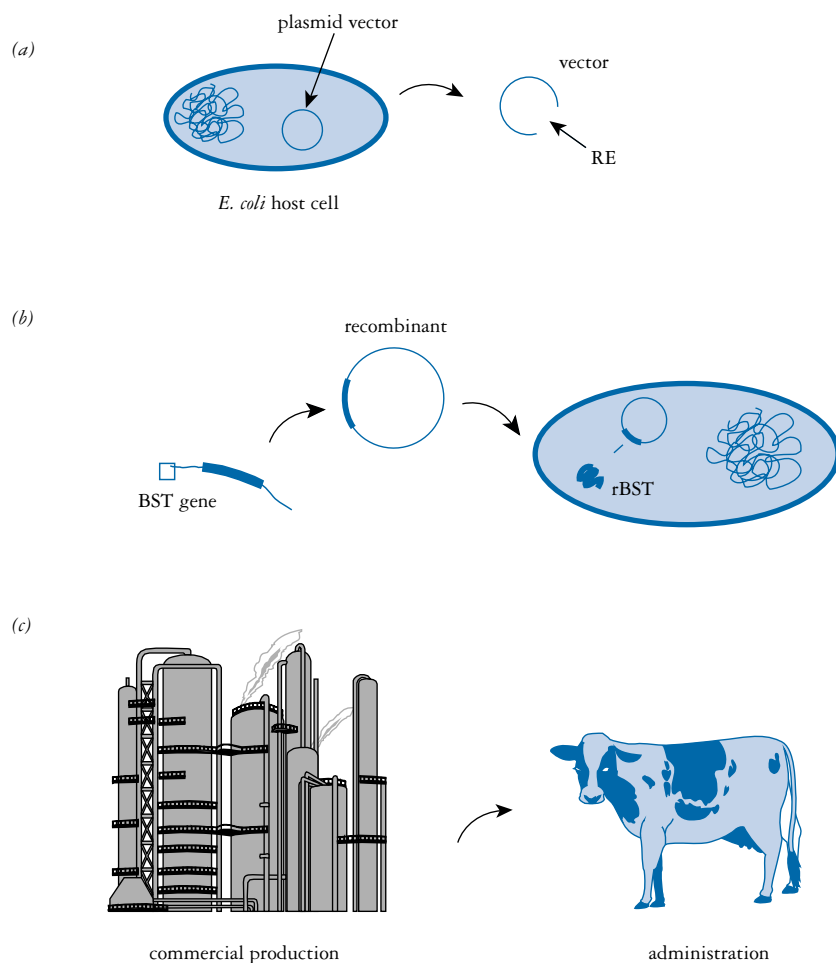 plasmid vector
(a)
vector
RE
E. coli host cell
(b)
recombinant
rBST
BST gene
(c)
commercial production
administration